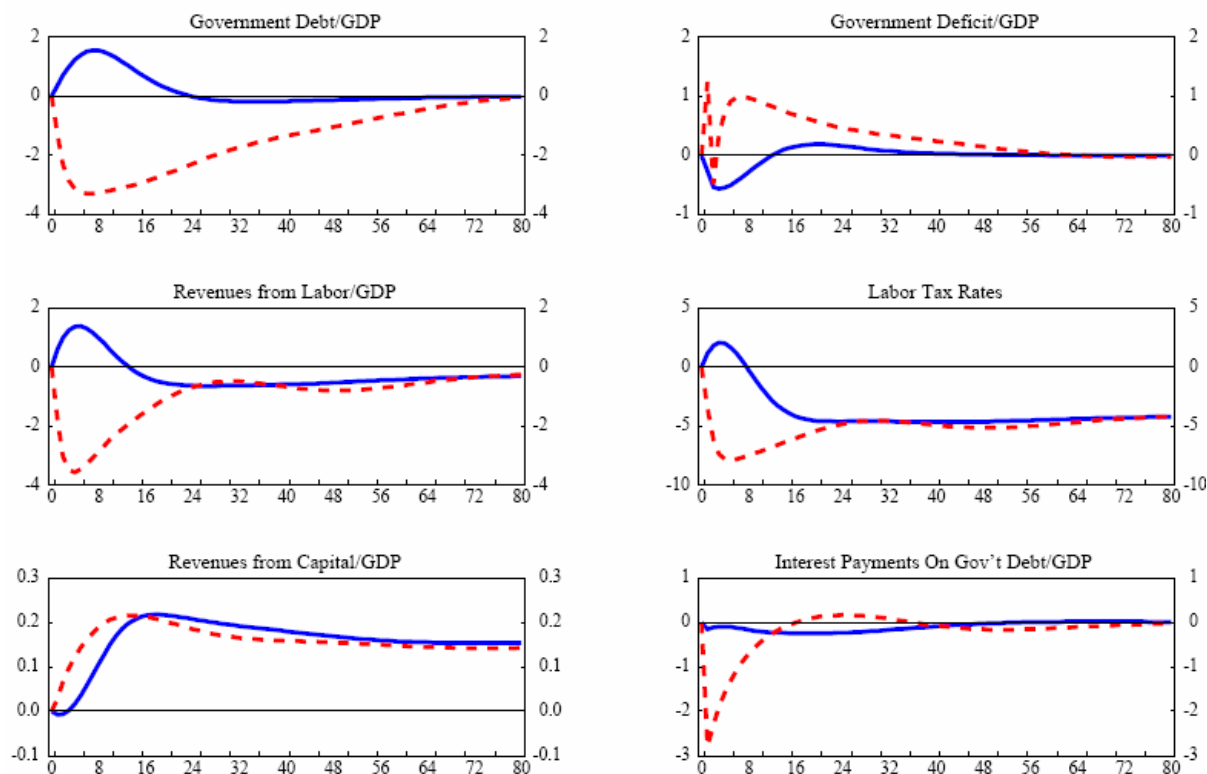 Government Debt/GDP
2 2
0 0
-2 -2
-4 -4
0 8 16 24 32 40 48 56 64 72 80
Government Deficit/GDP
2 2
1 1
0 0
-1 -1
0 8 16 24 32 40 48 56 64 72 80
Revenues from Labor/GDP
2 2
0 0
-2 -2
-4 -4
0 8 16 24 32 40 48 56 64 72 80
Labor Tax Rates
5 5
0 0
-5 -5
-10 -10
0 8 16 24 32 40 48 56 64 72 80
Revenues from Capital/GDP
0.3 0.3
0.2 0.2
0.1 0.1
0.0 0.0
-0.1 -0.1
0 8 16 24 32 40 48 56 64 72 80
Interest Payments On Gov't Debt/GDP
1 1
0 0
-1 -1
-2 -2
-3 -3
0 8 16 24 32 40 48 56 64 72 80